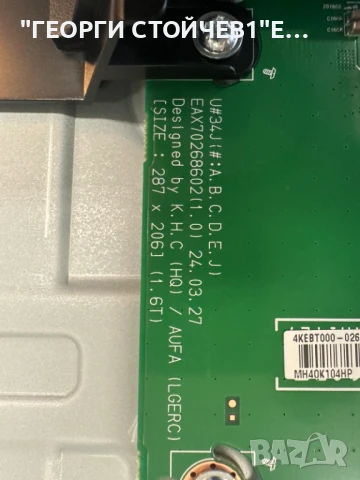 "ГЕОРГИ СТОЙЧЕВ1"Е...
U#34J(#:A.B.C.D.E.J)
EAX70268602(1.0) 24.03.27
Designed by K.H.C (HQ) / AUFA (LGERC)
[SIZE : 287 x 206] (1.6T)
4KEBT000-026
MH40K104HP
BAZAR